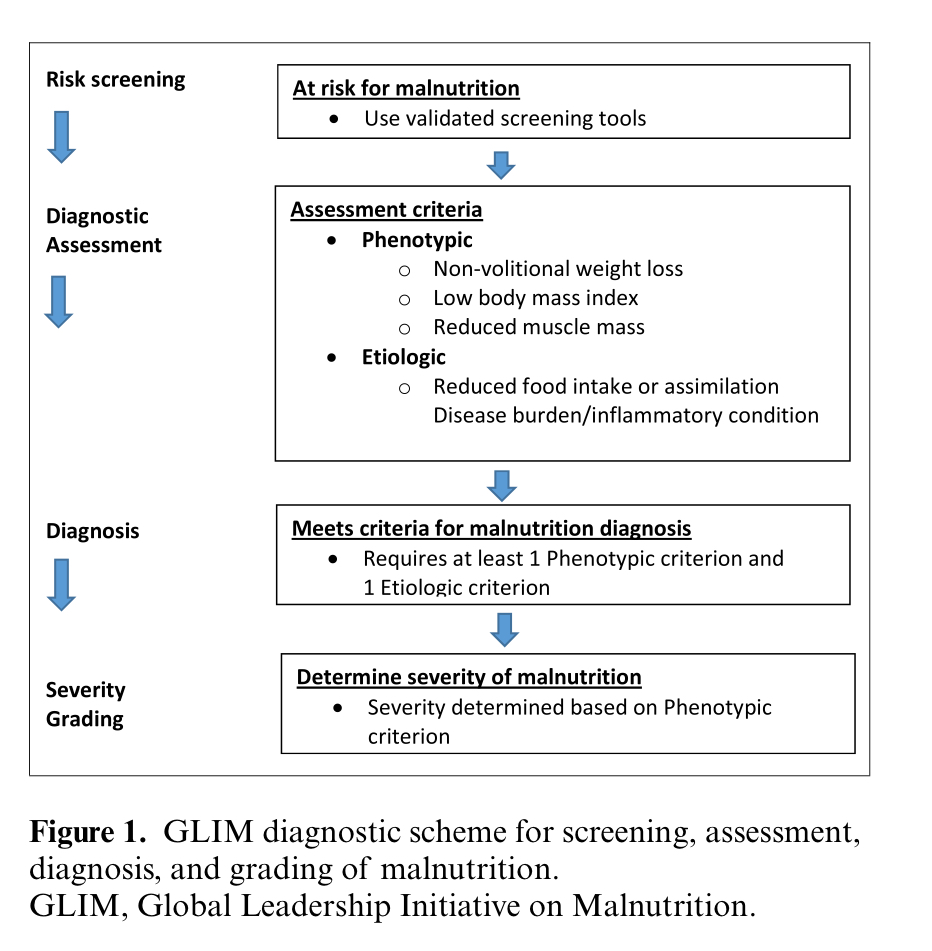 Risk screening
At risk for malnutrition
• Use validated screening tools
Diagnostic
Assessment
Assessment criteria
• Phenotypic
○ Non-volitional weight loss
○ Low body mass index
○ Reduced muscle mass
• Etiologic
○ Reduced food intake or assimilation
Disease burden/inflammatory condition
Diagnosis
Meets criteria for malnutrition diagnosis
• Requires at least 1 Phenotypic criterion and
1 Etiologic criterion
Severity
Grading
Determine severity of malnutrition
• Severity determined based on Phenotypic
criterion
Figure 1. GLIM diagnostic scheme for screening, assessment,
diagnosis, and grading of malnutrition.
GLIM, Global Leadership Initiative on Malnutrition.